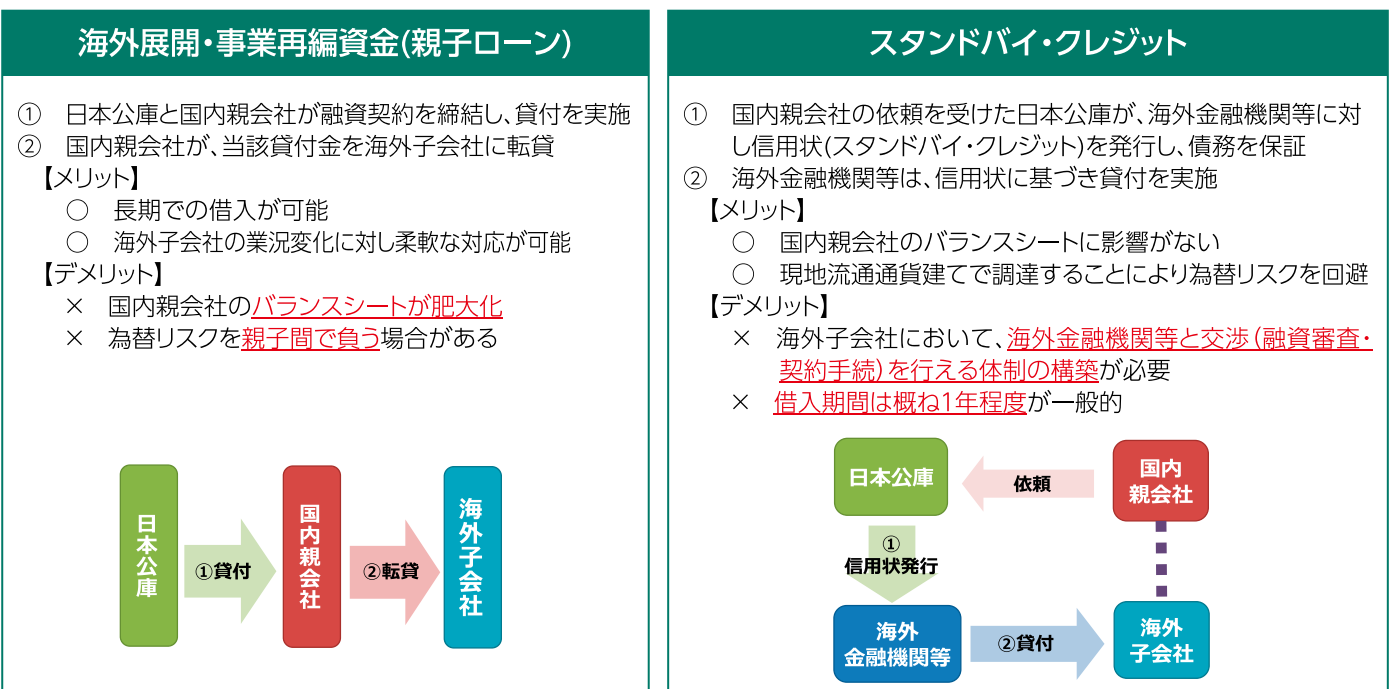 海外展開・事業再編資金(親子ローン)
① 日本公庫と国内親会社が融資契約を締結し、貸付を実施
② 国内親会社が、当該貸付金を海外子会社に転貸
【メリット】
○ 長期での借入が可能
○ 海外子会社の業況変化に対し柔軟な対応が可能
【デメリット】
× 国内親会社のバランスシートが肥大化
× 為替リスクを親子間で負う場合がある
日本公庫
①貸付
国内親会社
②転貸
海外子会社
スタンドバイ・クレジット
① 国内親会社の依頼を受けた日本公庫が、海外金融機関等に対
し信用状(スタンドバイ・クレジット)を発行し、債務を保証
② 海外金融機関等は、信用状に基づき貸付を実施
【メリット】
○ 国内親会社のバランスシートに影響がない
○ 現地流通通貨建てで調達することにより為替リスクを回避
【デメリット】
× 海外子会社において、海外金融機関等と交渉(融資審査・
契約手続)を行える体制の構築が必要
× 借入期間は概ね1年程度が一般的
日本公庫
依頼
国内
親会社
①
信用状発行
海外
金融機関等
②貸付
海外
子会社